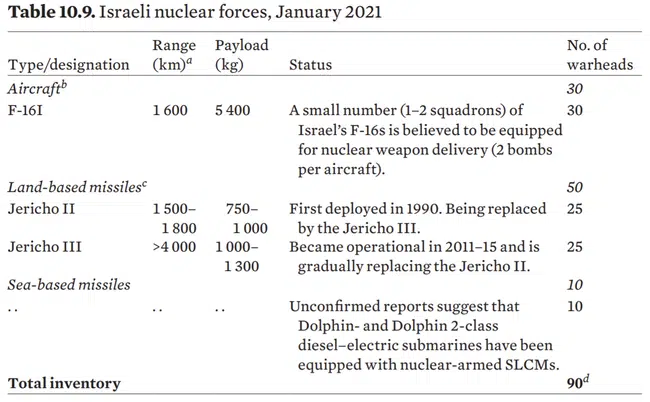 Table 10.9. Israeli nuclear forces, January 2021
Range Payload No. of
Type/designation (km)a (kg) Status warheads
Aircraftb 30
F-16I 1 600 5 400 A small number (1–2 squadrons) of 30
Israel’s F-16s is believed to be equipped
for nuclear weapon delivery (2 bombs
per aircraft).
Land-based missilesc 50
Jericho II 1 500– 750– First deployed in 1990. Being replaced 25
1 800 1 000 by the Jericho III.
Jericho III >4 000 1 000– Became operational in 2011–15 and is 25
1 300 gradually replacing the Jericho II.
Sea-based missiles 10
. . . . . . Unconfirmed reports suggest that 10
Dolphin- and Dolphin 2-class
diesel–electric submarines have been
equipped with nuclear-armed SLCMs.
Total inventory 90d